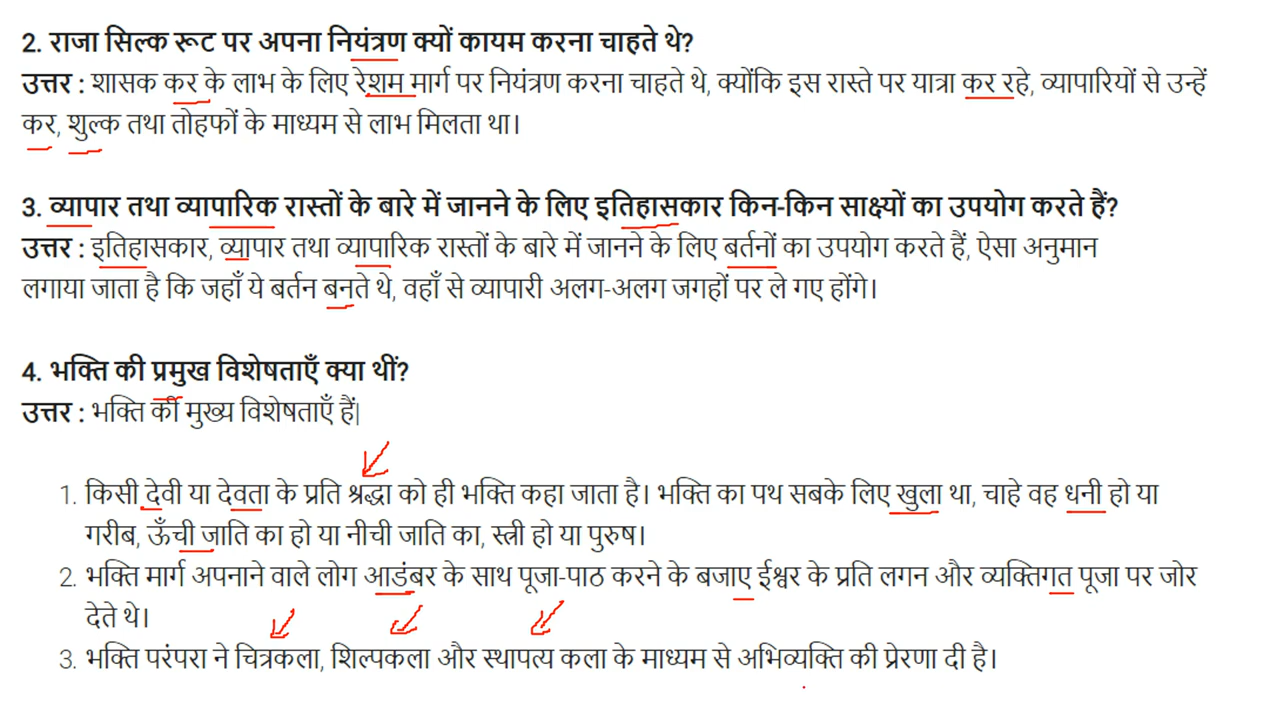 2. राजा सिल्क रूट पर अपना नियंत्रण क्यों कायम करना चाहते थे?
उत्तर : शासक कर के लाभ के लिए रेशम मार्ग पर नियंत्रण करना चाहते थे, क्योंकि इस रास्ते पर यात्रा कर रहे, व्यापारियों से उन्हें
कर, शुल्क तथा तोहफों के माध्यम से लाभ मिलता था।
3. व्यापार तथा व्यापारिक रास्तों के बारे में जानने के लिए इतिहासकार किन-किन साक्ष्यों का उपयोग करते हैं?
उत्तर : इतिहासकार, व्यापार तथा व्यापारिक रास्तों के बारे में जानने के लिए बर्तनों का उपयोग करते हैं, ऐसा अनुमान
लगाया जाता है कि जहाँ ये बर्तन बनते थे, वहाँ से व्यापारी अलग-अलग जगहों पर ले गए होंगे।
4. भक्ति की प्रमुख विशेषताएँ क्या थीं?
उत्तर : भक्ति की मुख्य विशेषताएँ हैं|
1. किसी देवी या देवता के प्रति श्रद्धा को ही भक्ति कहा जाता है। भक्ति का पथ सबके लिए खुला था, चाहे वह धनी हो या
गरीब, ऊँची जाति का हो या नीची जाति का, स्त्री हो या पुरुष।
2. भक्ति मार्ग अपनाने वाले लोग आडंबर के साथ पूजा-पाठ करने के बजाए ईश्वर के प्रति लगन और व्यक्तिगत पूजा पर जोर
देते थे।
3. भक्ति परंपरा ने चित्रकला, शिल्पकला और स्थापत्य कला के माध्यम से अभिव्यक्ति की प्रेरणा दी है।